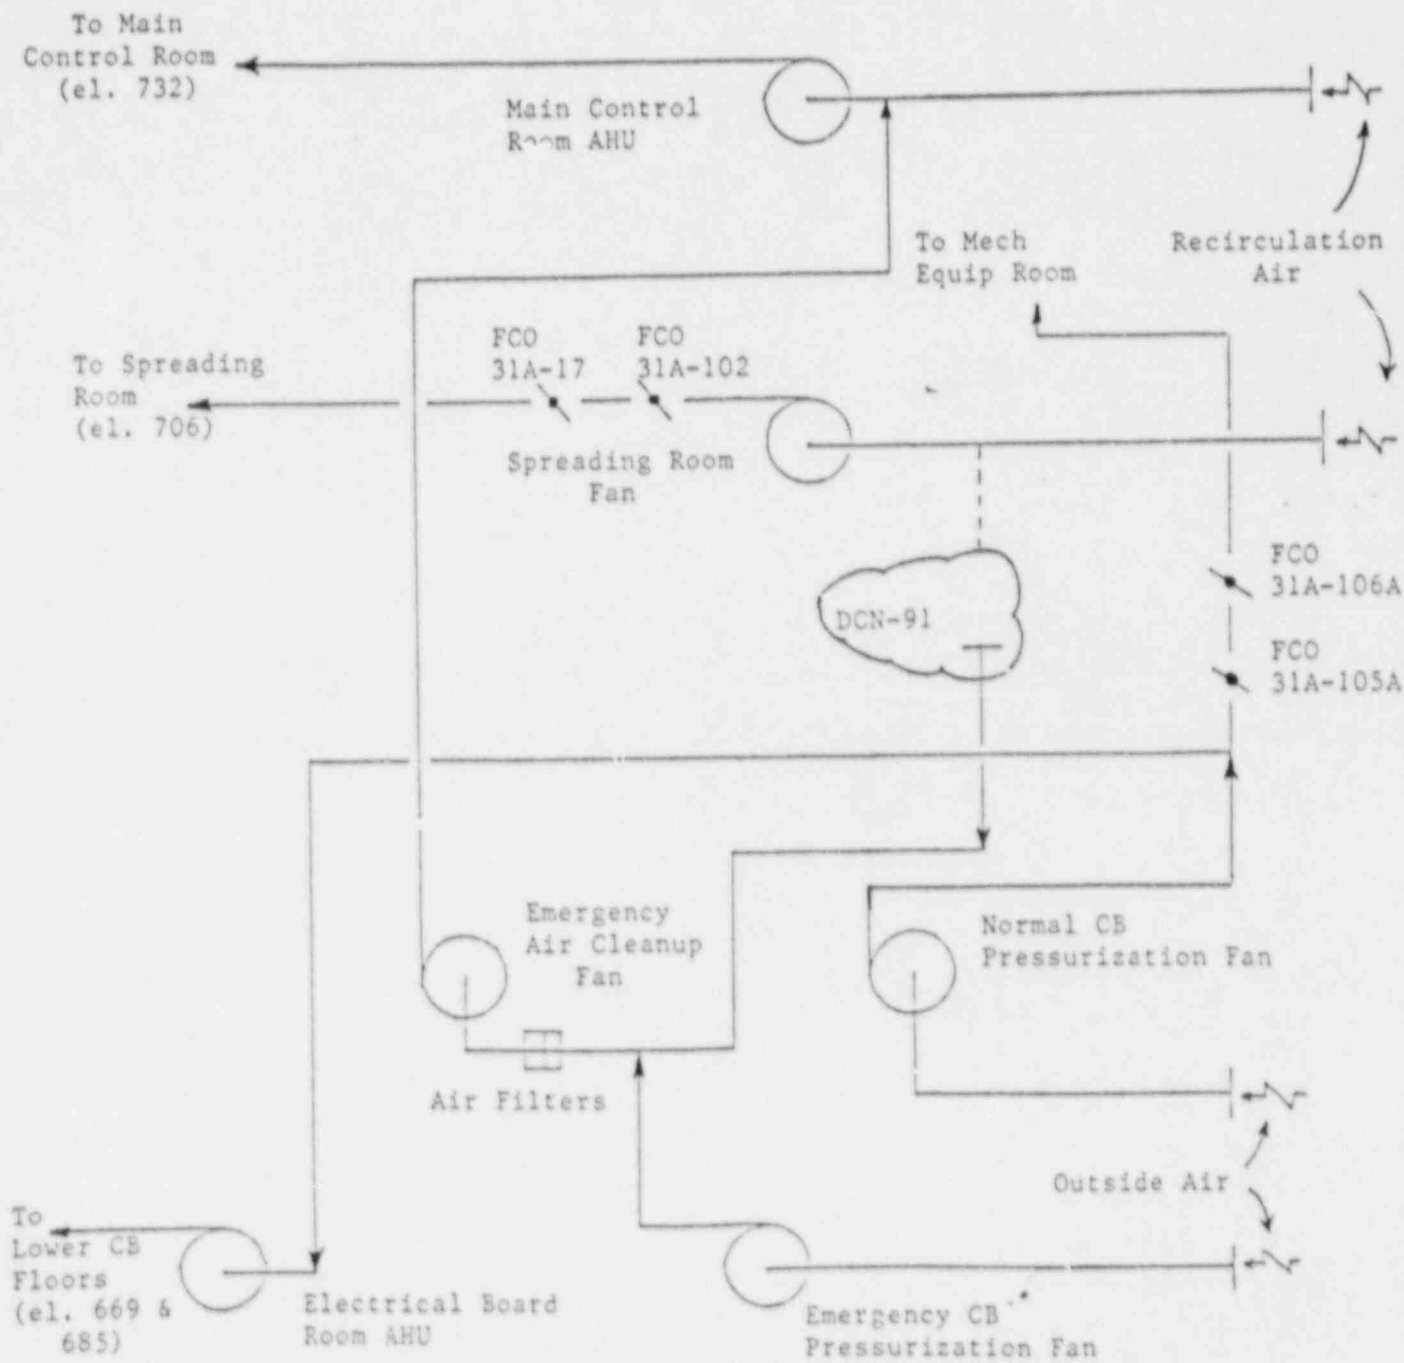 To Main
Control Room
(el. 732)
Main Control
Room AHU
To Mech
Equip Room
Recirculation
Air
FCO
31A-17
FCO
31A-102
To Spreading
Room
(el. 706)
Spreading Room
Fan
FCO
31A-106A
DCN-91
FCO
31A-105A
Emergency
Air Cleanup
Fan
Normal CB
Pressurization Fan
Air Filters
Outside Air
To
Lower CB
Floors
(el. 669 &
685)
Electrical Board
Room AHU
Emergency CB
Pressurization Fan